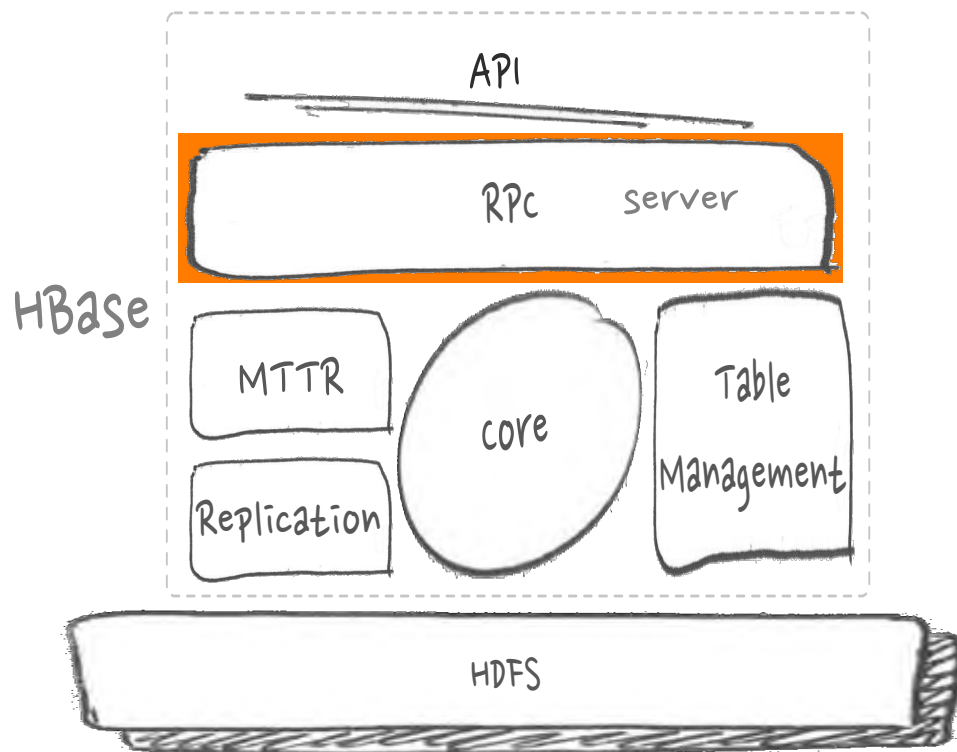 API
RPC server
HBase
MTTR
core
Table
Management
Replication
HDFS